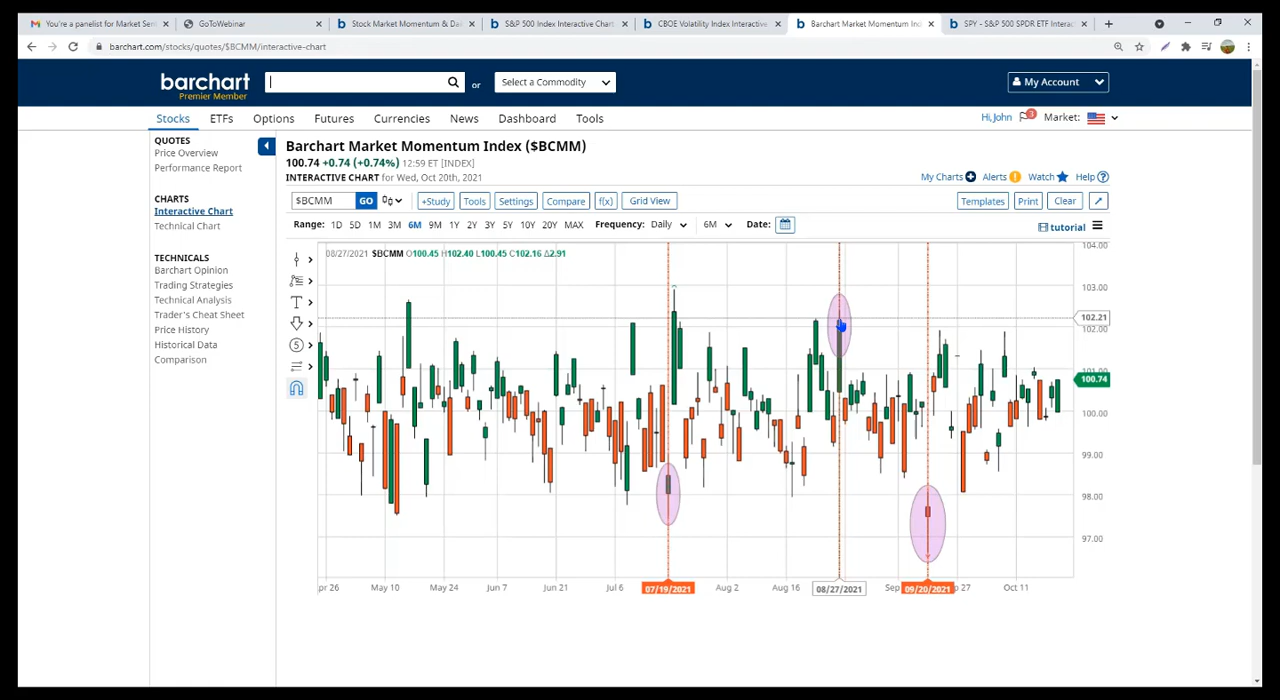 You're a panelist for Market Sen × GoToWebinar × Stock Market Momentum & Dai × S&P 500 Index Interactive Chart × CBOE Volatility Index Interactive × Barchart Market Momentum Ind × SPY - S&P 500 SPDR ETF Interac ×
barchart.com/stocks/quotes/$BCMM/interactive-chart
barchart or Select a Commodity My Account
Premier Member
Stocks ETFs Options Futures Currencies News Dashboard Tools Hi, John 3 Market:
QUOTES
Price Overview
Performance Report
CHARTS
Interactive Chart
Technical Chart
TECHNICALS
Barchart Opinion
Trading Strategies
Technical Analysis
Trader's Cheat Sheet
Price History
Historical Data
Comparison
Barchart Market Momentum Index ($BCMM)
100.74 +0.74 (+0.74%) 12:59 ET [INDEX]
INTERACTIVE CHART for Wed, Oct 20th, 2021 My Charts Alerts Watch Help
$BCMM GO +Study Tools Settings Compare f(x) Grid View Templates Print Clear
Range: 1D 5D 1M 3M 6M 9M 1Y 2Y 3Y 5Y 10Y 20Y MAX Frequency: Daily 6M Date: tutorial
08/27/2021 $BCMM O100.45 H102.40 L100.45 C102.16 Δ2.91
104.00
103.00
102.21
102.00
101.00
100.74
100.00
99.00
98.00
97.00
pr 26 May 10 May 24 Jun 7 Jun 21 Jul 6 07/19/2021 Aug 2 Aug 16 08/27/2021 Sep 09/20/2021 p 27 Oct 11